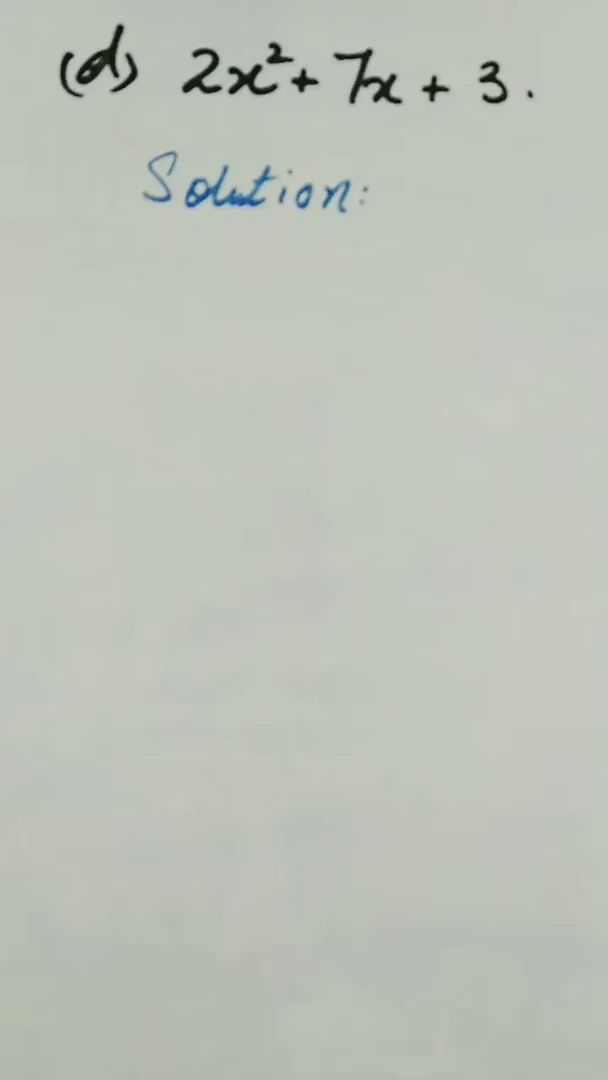 (d) 2x² + 7x + 3.
Solution: